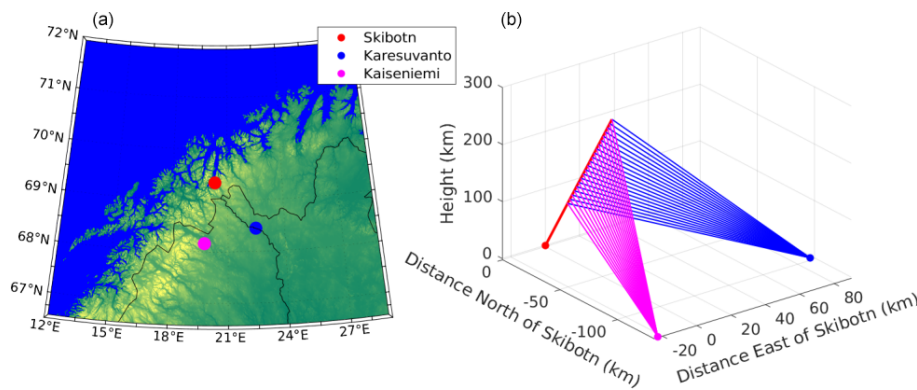 (a)
72°N
71°N
70°N
69°N
68°N
67°N
12°E
15°E
18°E
21°E
24°E
27°E
Skibotn
Karesuvanto
Kaiseniemi
(b)
300
200
100
0
Height (km)
0
-50
-100
Distance North of Skibotn (km)
-20
0
20
40
60
80
Distance East of Skibotn (km)